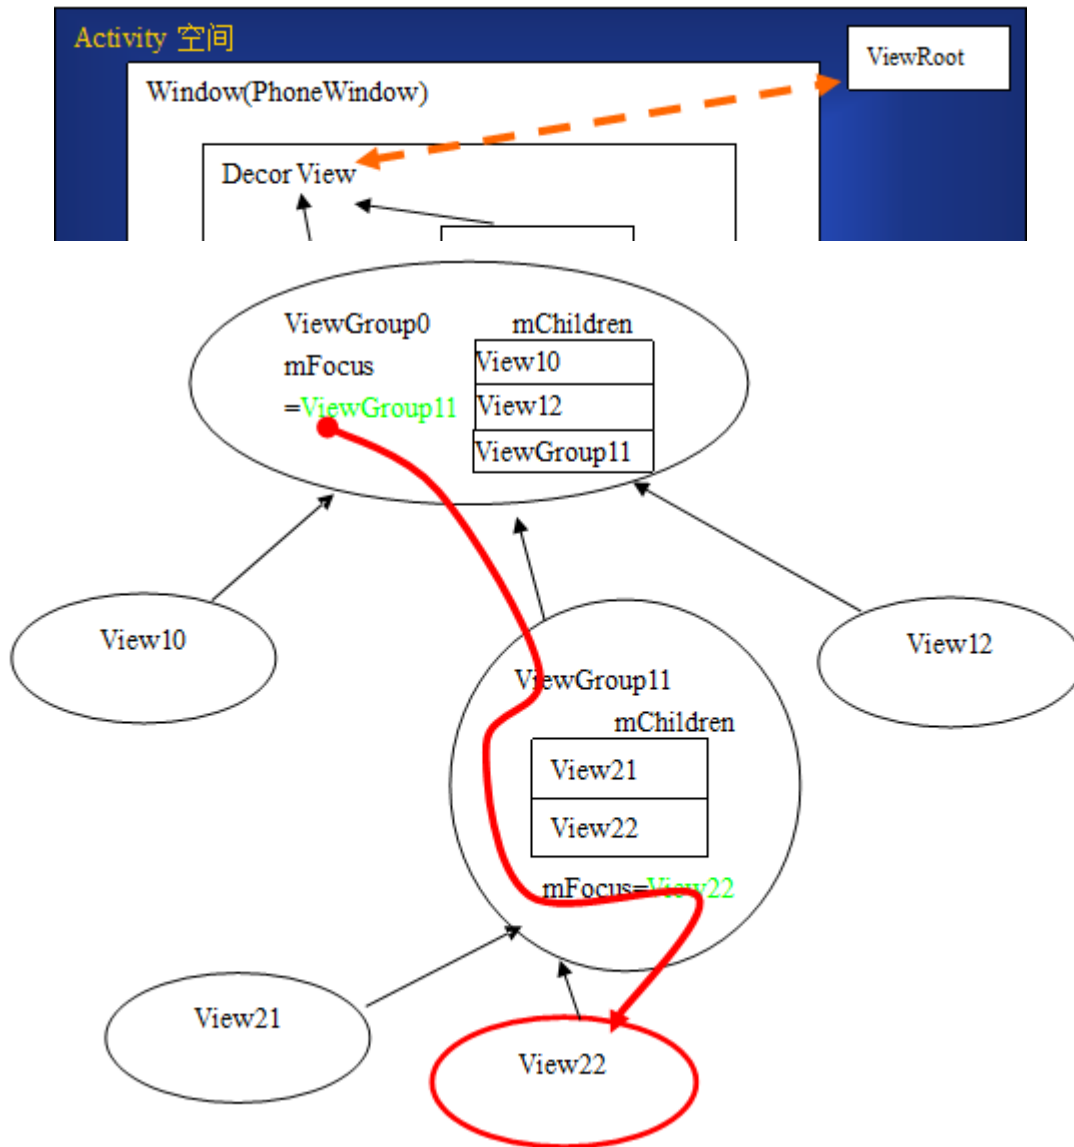 Activity 空间
ViewRoot
Window(PhoneWindow)
Decor View
ViewGroup0
mChildren
mFocus
=ViewGroup11
View10
View12
ViewGroup11
View10
View12
ViewGroup11
mChildren
View21
View22
mFocus=View22
View21
View22